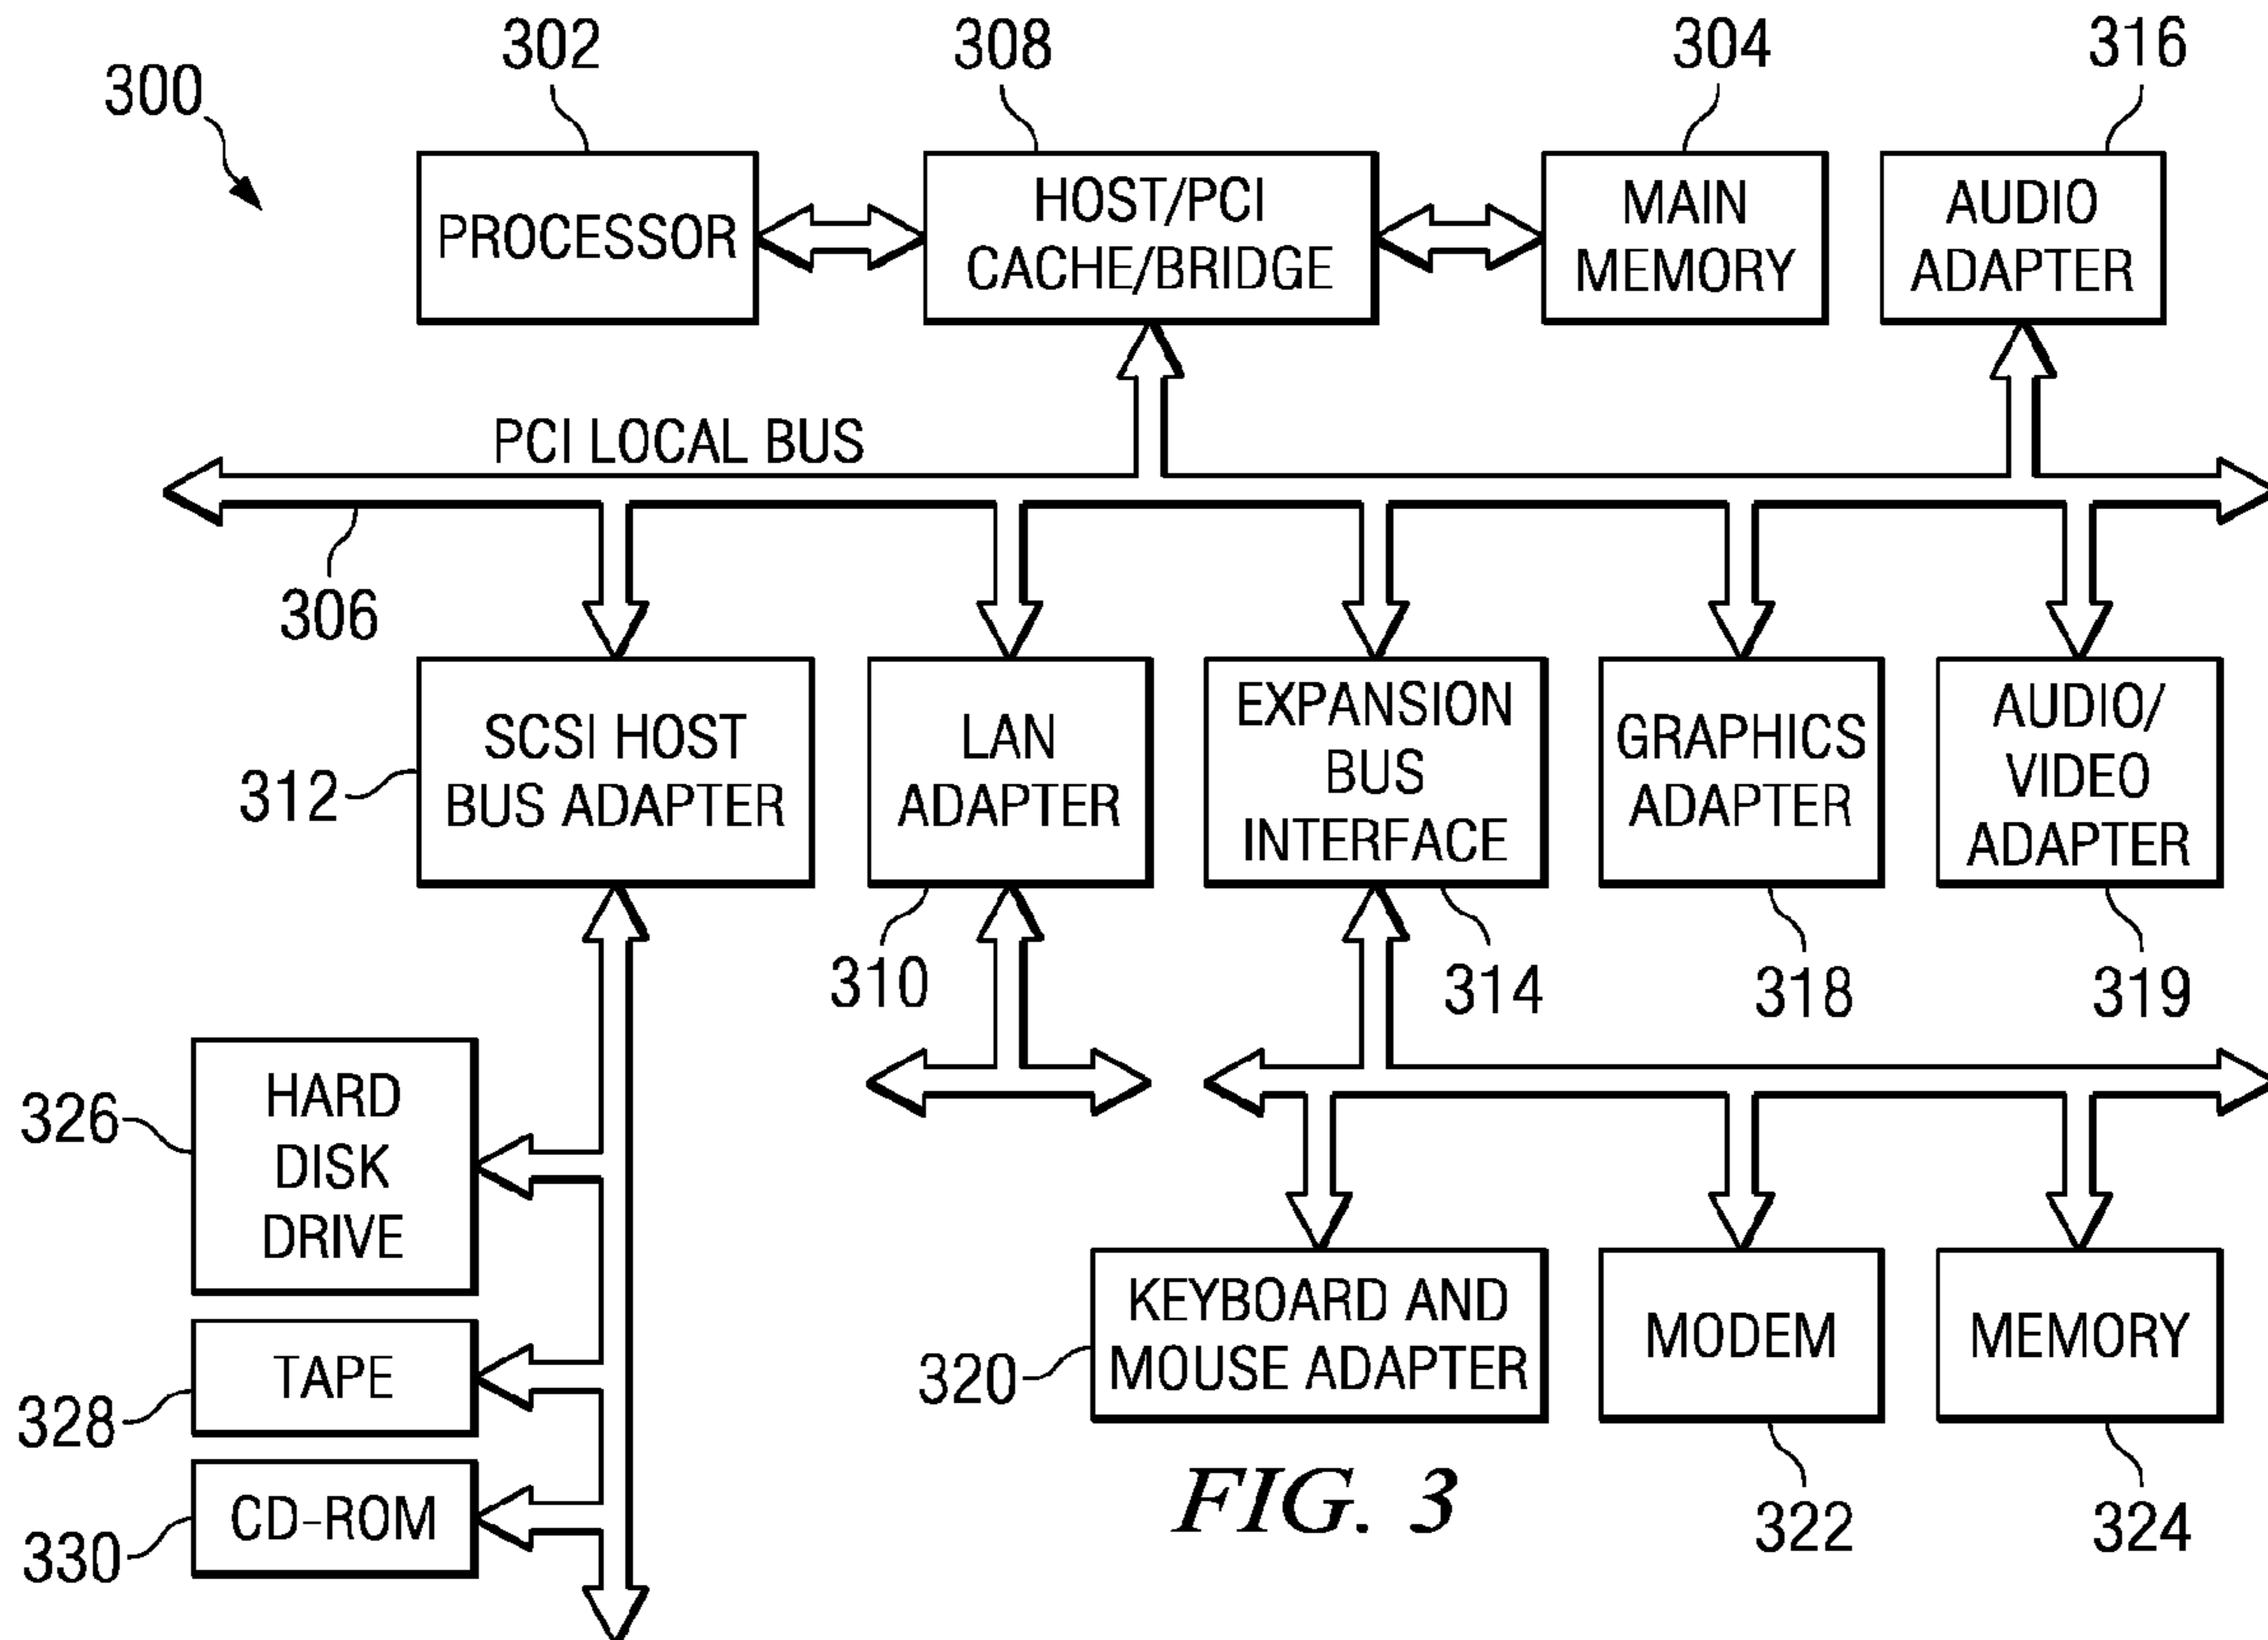 300
302
308
304
316
PROCESSOR
HOST/PCI
CACHE/BRIDGE
MAIN
MEMORY
AUDIO
ADAPTER
PCI LOCAL BUS
306
312
SCSI HOST
BUS ADAPTER
LAN
ADAPTER
EXPANSION
BUS
INTERFACE
GRAPHICS
ADAPTER
AUDIO/
VIDEO
ADAPTER
310
314
318
319
326
HARD
DISK
DRIVE
328
TAPE
330
CD-ROM
320
KEYBOARD AND
MOUSE ADAPTER
MODEM
MEMORY
322
324
FIG. 3